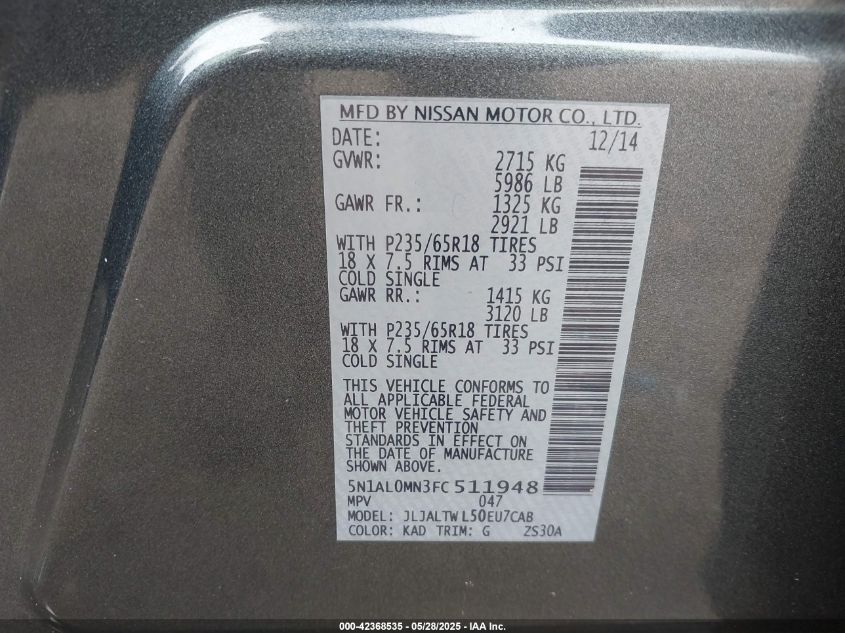 MFD BY NISSAN MOTOR CO., LTD.
DATE: 12/14
GVWR: 2715 KG
5986 LB
GAWR FR.: 1325 KG
2921 LB
WITH P235/65R18 TIRES
18 X 7.5 RIMS AT 33 PSI
COLD SINGLE
GAWR RR.: 1415 KG
3120 LB
WITH P235/65R18 TIRES
18 X 7.5 RIMS AT 33 PSI
COLD SINGLE
THIS VEHICLE CONFORMS TO
ALL APPLICABLE FEDERAL
MOTOR VEHICLE SAFETY AND
THEFT PREVENTION
STANDARDS IN EFFECT ON
THE DATE OF MANUFACTURE
SHOWN ABOVE.
5N1AL0MN3FC511948
MPV 047
MODEL: JLJALTWL50EU7CAB
COLOR: KAD TRIM: G ZS30A
000-42368535 - 05/28/2025 - IAA Inc.